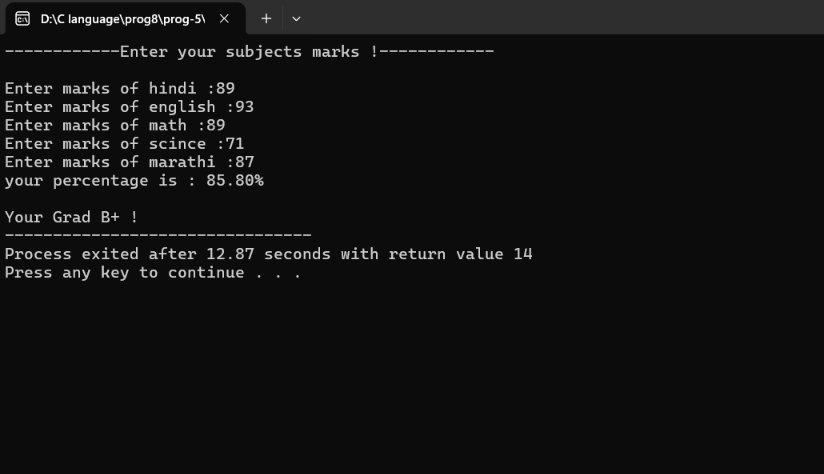 D:\C language\prog8\prog-5\
------------Enter your subjects marks !------------
Enter marks of hindi :89
Enter marks of english :93
Enter marks of math :89
Enter marks of scince :71
Enter marks of marathi :87
your percentage is : 85.80%
Your Grad B+ !
--------------------------------
Process exited after 12.87 seconds with return value 14
Press any key to continue . . .